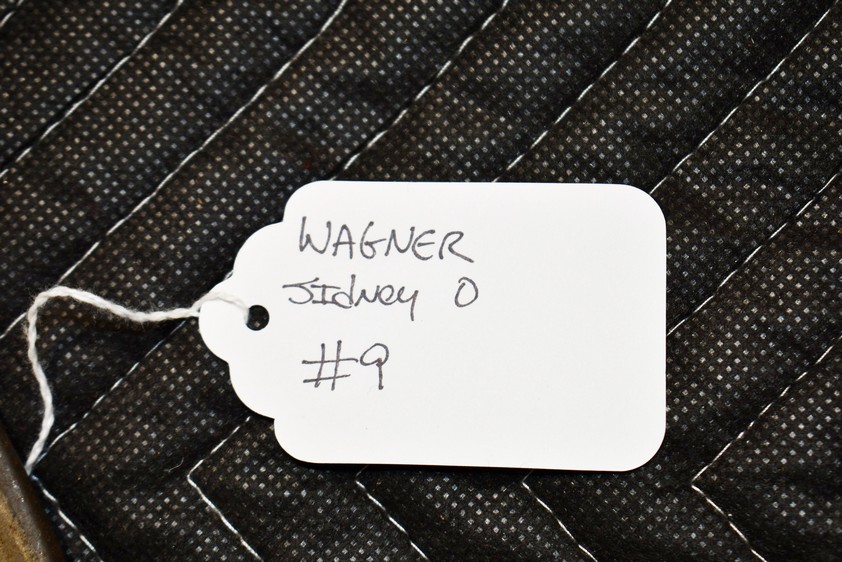 WAGNER
SIdney O
#9